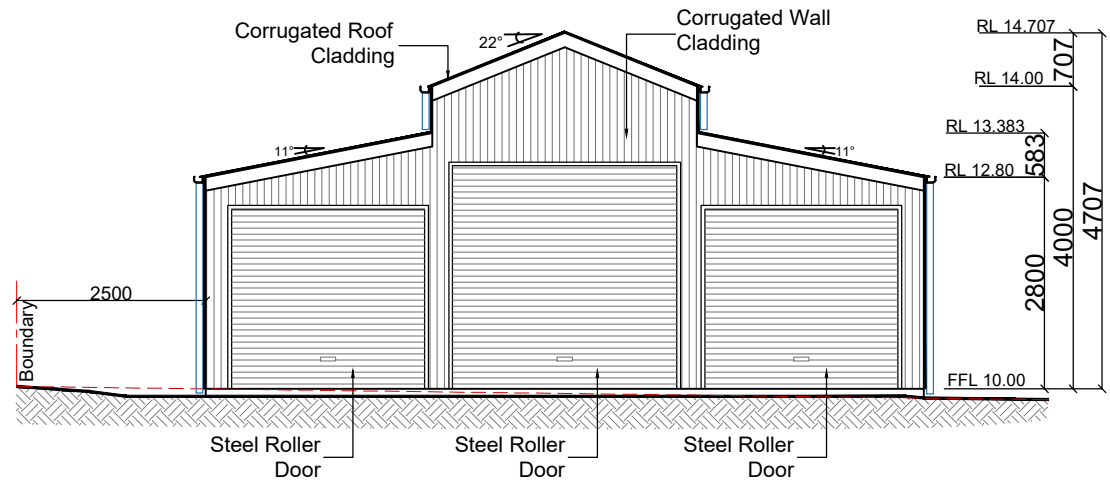 Corrugated Roof
Cladding
22°
Corrugated Wall
Cladding
RL 14.707
707
RL 14.00
RL 13.383
583
RL 12.80
4000
4707
2800
11°
11°
2500
Boundary
FFL 10.00
Steel Roller
Door
Steel Roller
Door
Steel Roller
Door